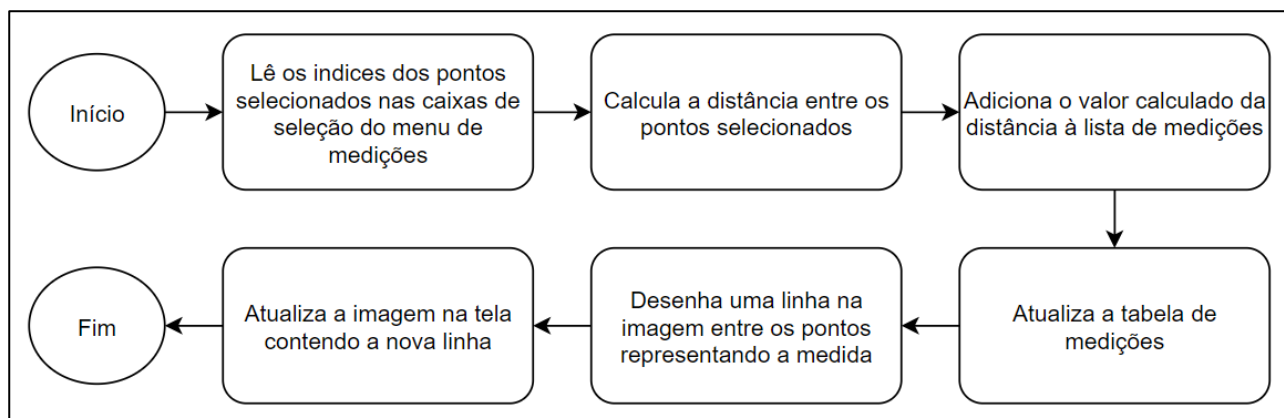 Início
Lê os indices dos pontos
selecionados nas caixas de
seleção do menu de
medições
Calcula a distância entre os
pontos selecionados
Adiciona o valor calculado da
distância à lista de medições
Atualiza a tabela de
medições
Desenha uma linha na
imagem entre os pontos
representando a medida
Atualiza a imagem na tela
contendo a nova linha
Fim